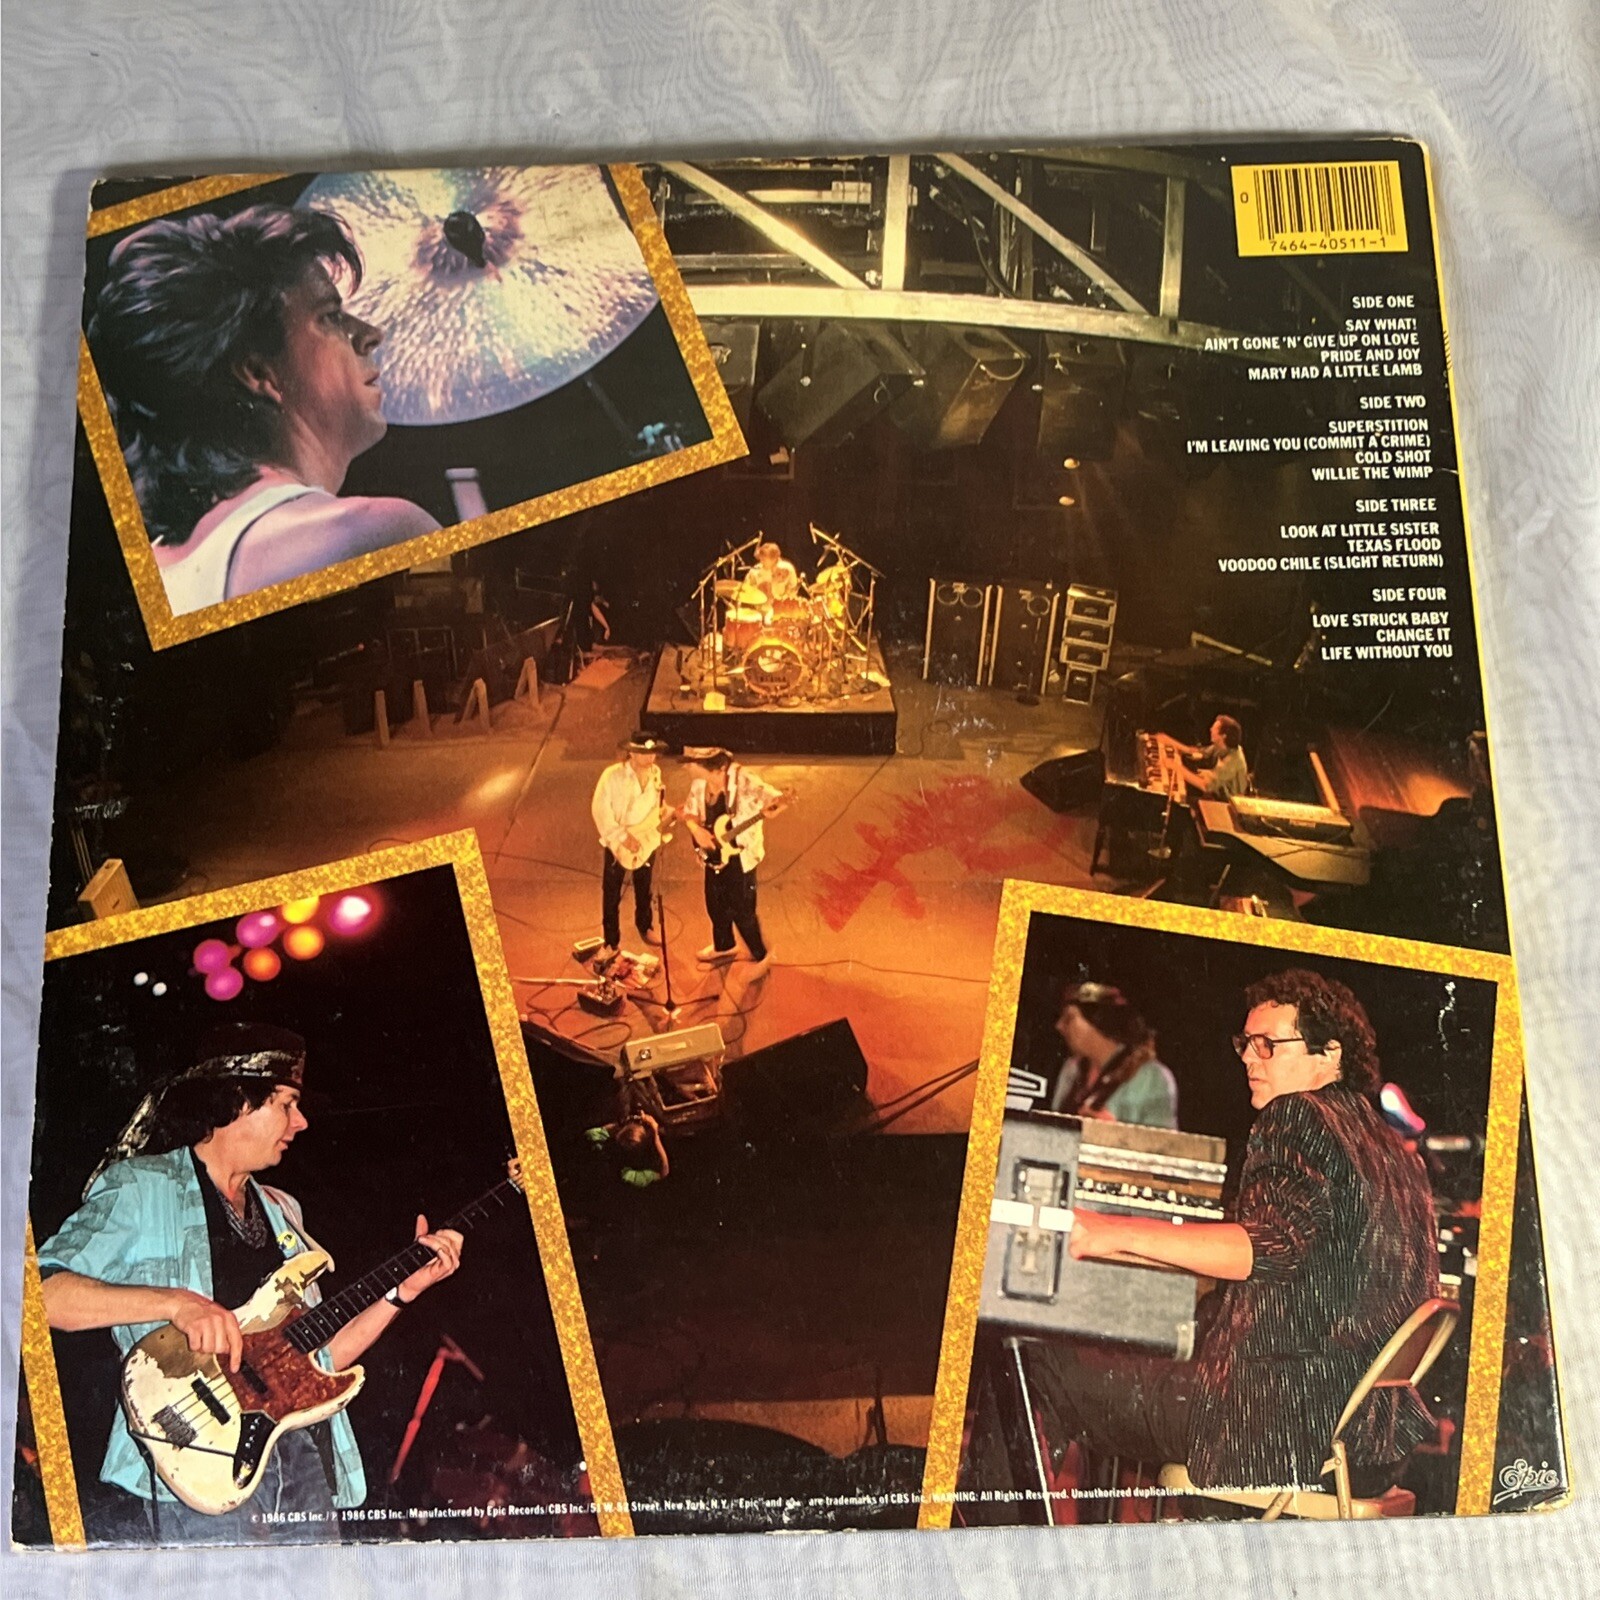 0
7464-40511-1
SIDE ONE
SAY WHAT!
AIN'T GONE 'N' GIVE UP ON LOVE
PRIDE AND JOY
MARY HAD A LITTLE LAMB
SIDE TWO
SUPERSTITION
I'M LEAVING YOU (COMMIT A CRIME)
COLD SHOT
WILLIE THE WIMP
SIDE THREE
LOOK AT LITTLE SISTER
TEXAS FLOOD
VOODOO CHILE (SLIGHT RETURN)
SIDE FOUR
LOVE STRUCK BABY
CHANGE IT
LIFE WITHOUT YOU
Epic
© 1986 CBS Inc./℗ 1986 CBS Inc./Manufactured by Epic Records/CBS Inc./51 W. 52 Street, New York, N.Y./"Epic" and are trademarks of CBS Inc./WARNING: All Rights Reserved. Unauthorized duplication is a violation of applicable laws.